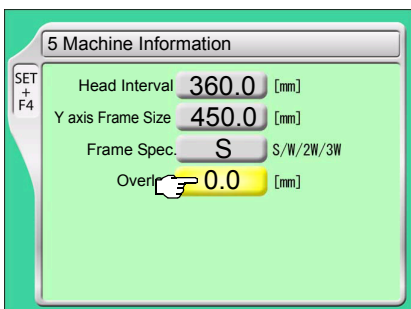 5 Machine Information
SET
+
F4
Head Interval 360.0 [mm]
Y axis Frame Size 450.0 [mm]
Frame Spec. S S/W/2W/3W
0.0 [mm]